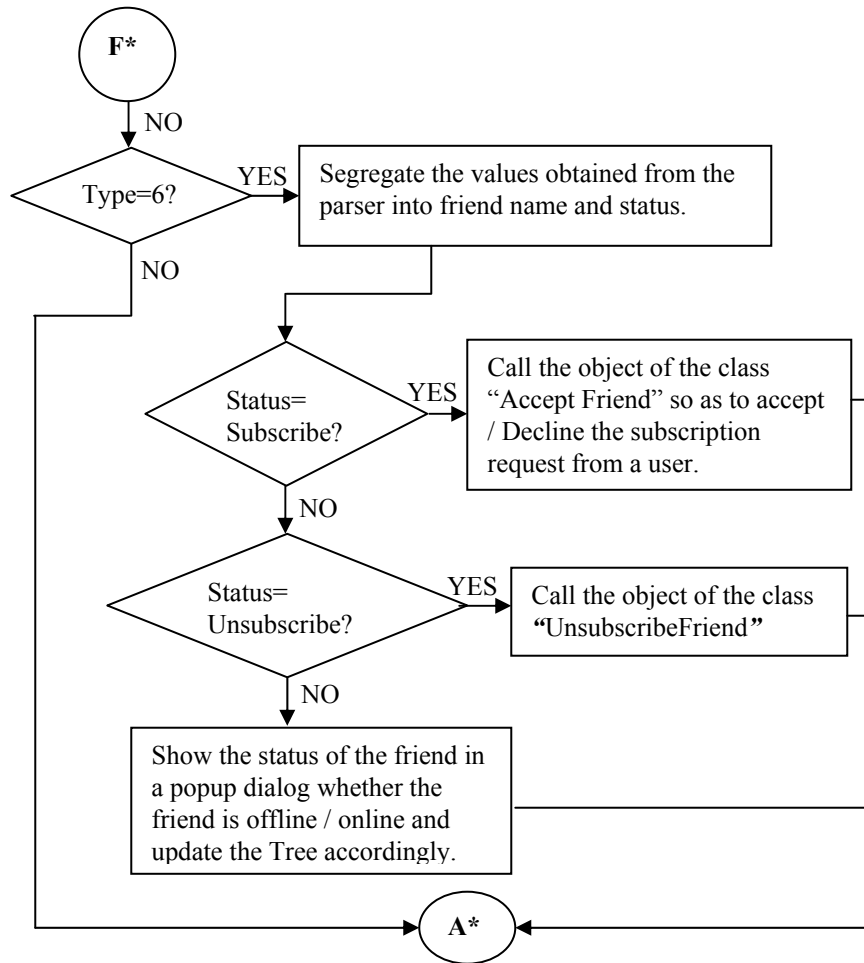 F*
NO
Type=6?
YES
Segregate the values obtained from the
parser into friend name and status.
NO
Status=
Subscribe?
YES
Call the object of the class
“Accept Friend” so as to accept
/ Decline the subscription
request from a user.
NO
Status=
Unsubscribe?
YES
Call the object of the class
“UnsubscribeFriend”
NO
Show the status of the friend in
a popup dialog whether the
friend is offline / online and
update the Tree accordingly.
A*